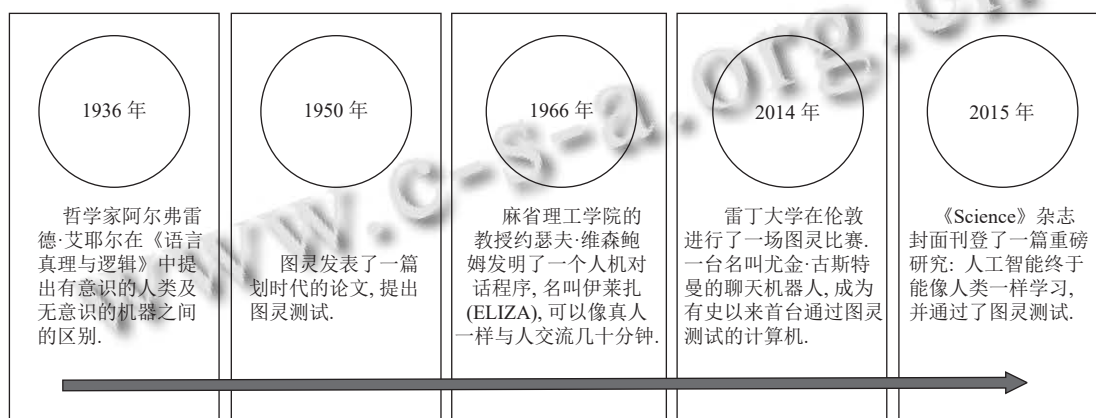 1936 年
1950 年
1966 年
2014 年
2015 年
哲学家阿尔弗雷
德·艾耶尔在《语言
真理与逻辑》中提
出有意识的人类及
无意识的机器之间
的区别.
图灵发表了一篇
划时代的论文, 提出
图灵测试.
麻省理工学院的
教授约瑟夫·维森鲍
姆发明了一个人机对
话程序, 名叫伊莱扎
(ELIZA), 可以像真人
一样与人交流几十分钟.
雷丁大学在伦敦
进行了一场图灵比赛.
一台名叫尤金·古斯特
曼的聊天机器人, 成为
有史以来首台通过图灵
测试的计算机.
《Science》杂志
封面刊登了一篇重磅
研究: 人工智能终于
能像人类一样学习,
并通过了图灵测试.
www.c-s-a.org.cn